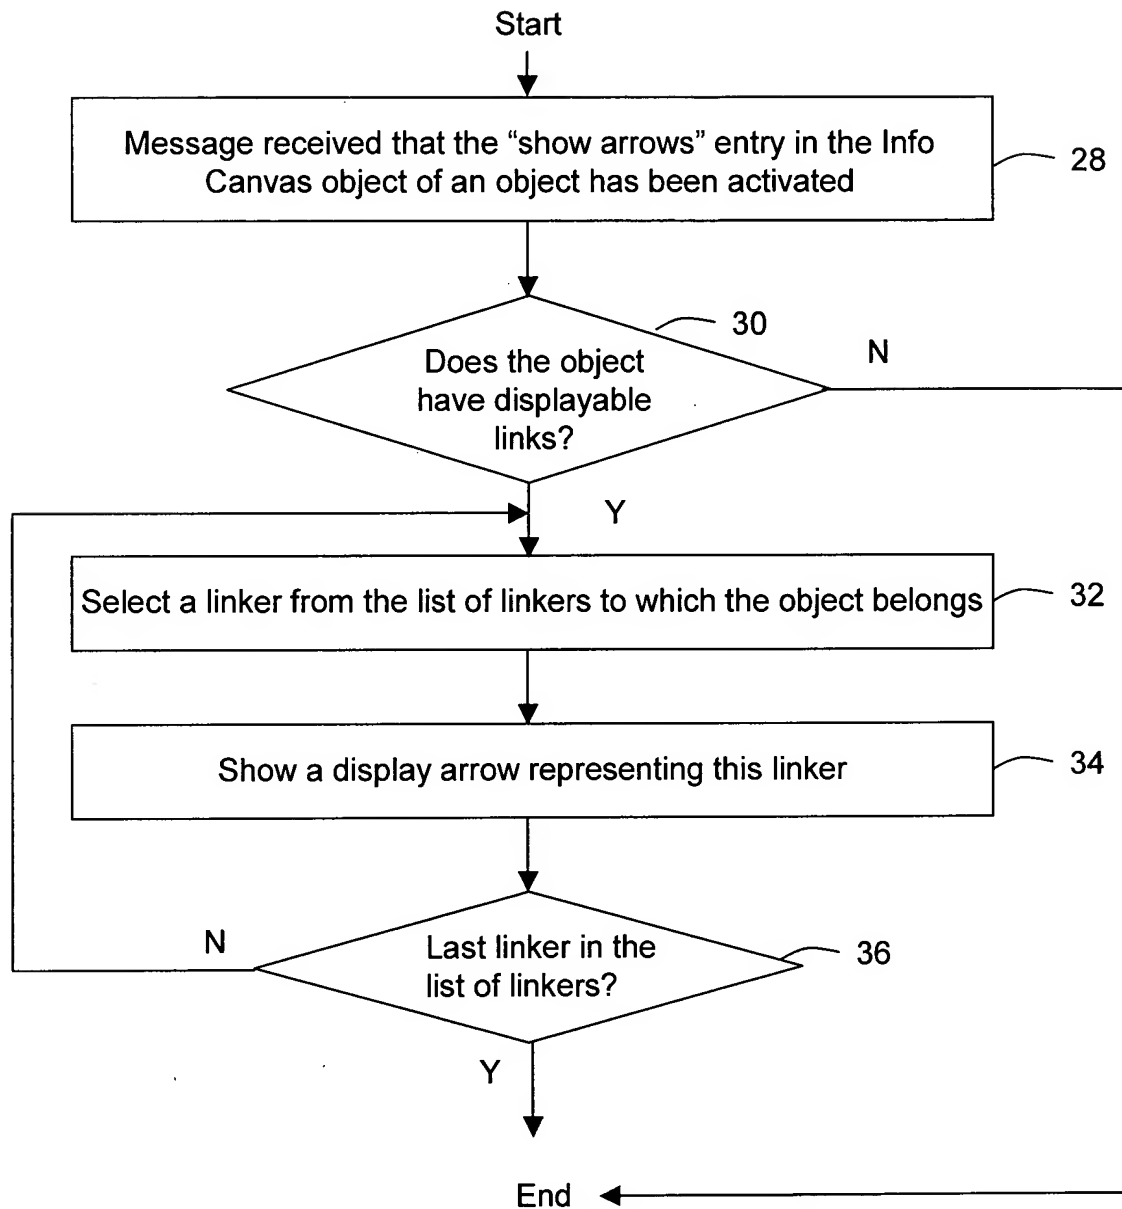 Start
Message received that the “show arrows” entry in the Info
Canvas object of an object has been activated
28
30
Does the object
have displayable
links?
N
Y
Select a linker from the list of linkers to which the object belongs
32
Show a display arrow representing this linker
34
N
Last linker in the
list of linkers?
36
Y
End